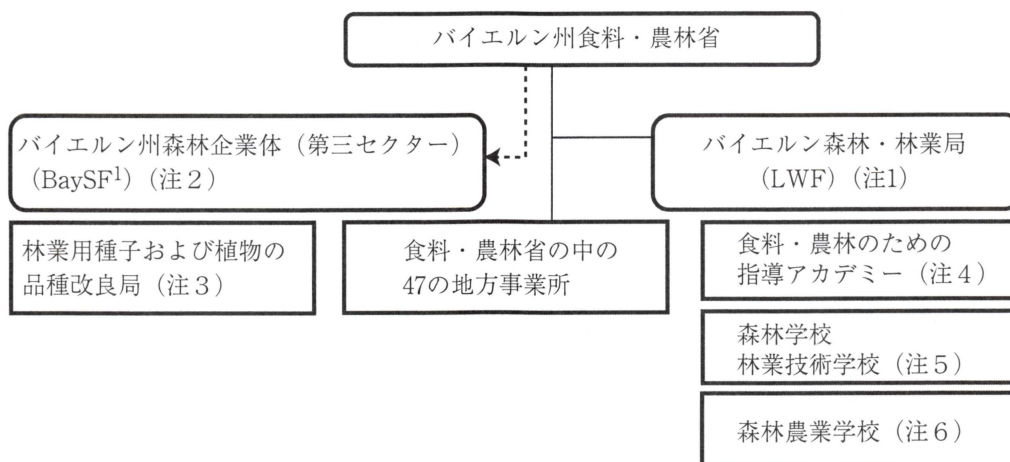 バイエルン州食料・農林省
バイエルン州森林企業体（第三セクター）
（BaySF¹）（注２）
バイエルン森林・林業局
（LWF）（注1）
林業用種子および植物の
品種改良局（注３）
食料・農林省の中の
47の地方事業所
食料・農林のための
指導アカデミー（注４）
森林学校
林業技術学校（注５）
森林農業学校（注６）